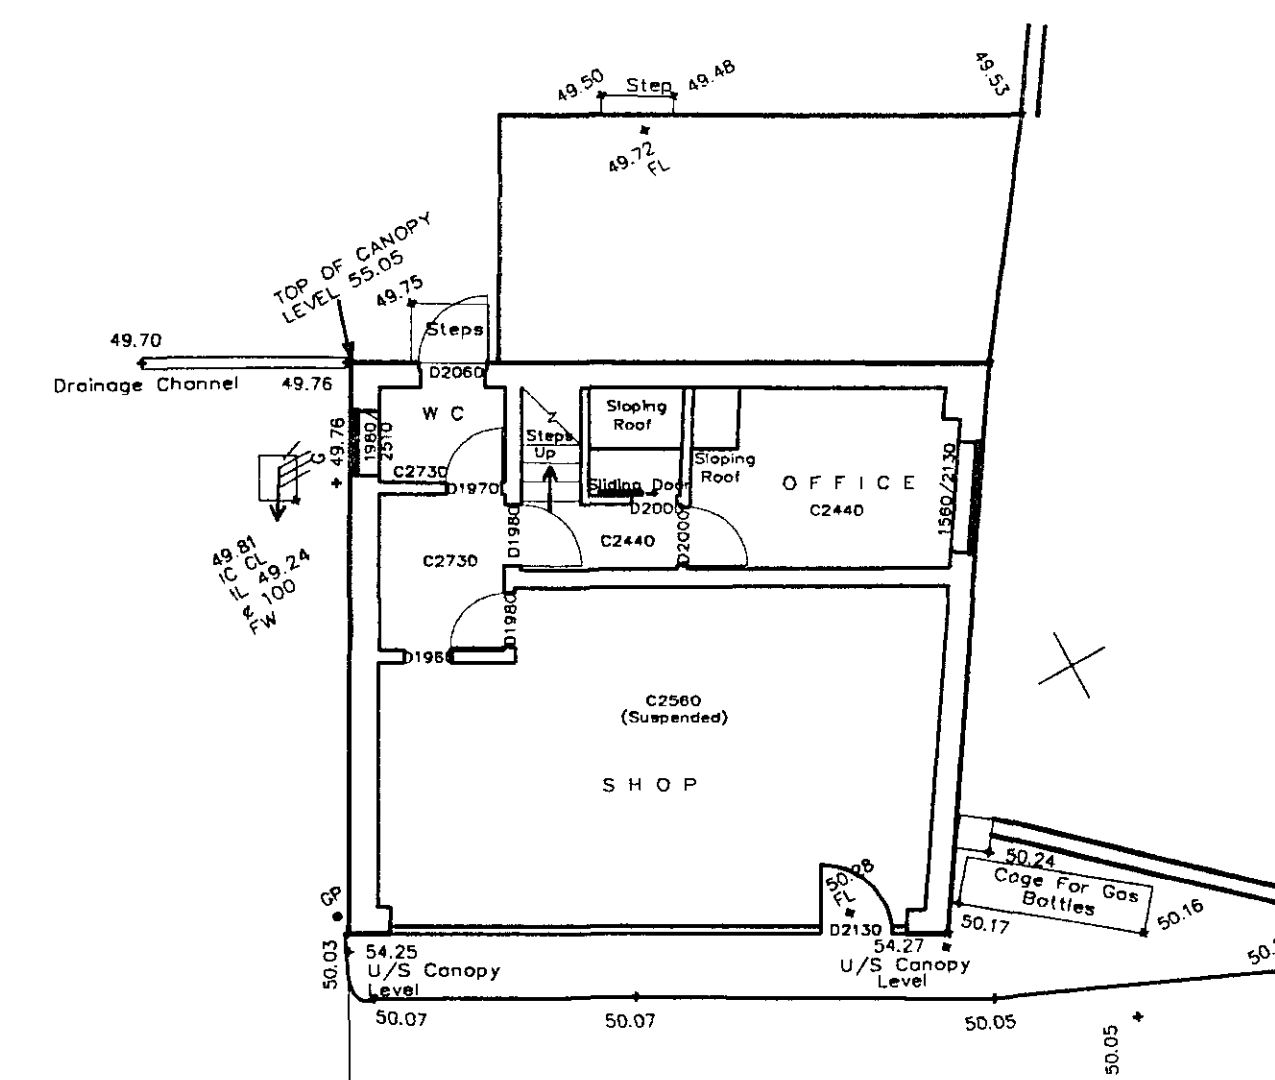 49.50
Step
49.48
49.53
49.72
FL
TOP OF CANOPY
LEVEL 55.05
49.75
Steps
49.70
Drainage Channel
49.76
D2060
W C
Sloping
Roof
Steps
Up
49.76
1980/
2510
G
C2730
D1970
Sloping
Roof
O F F I C E
C2440
1560/2130
Sliding Door
D2000
D1980
C2440
D2000
C2730
49.81
IC CL
IL 49.24
¢ 100
FW
D1980
C2560
(Suspended)
S H O P
50.24
Cage For Gas
Bottles
50.17
50.16
FL
D2130
GP
50.03
54.25
U/S Canopy
Level
54.27
U/S Canopy
Level
50.07
50.07
50.05
50.05